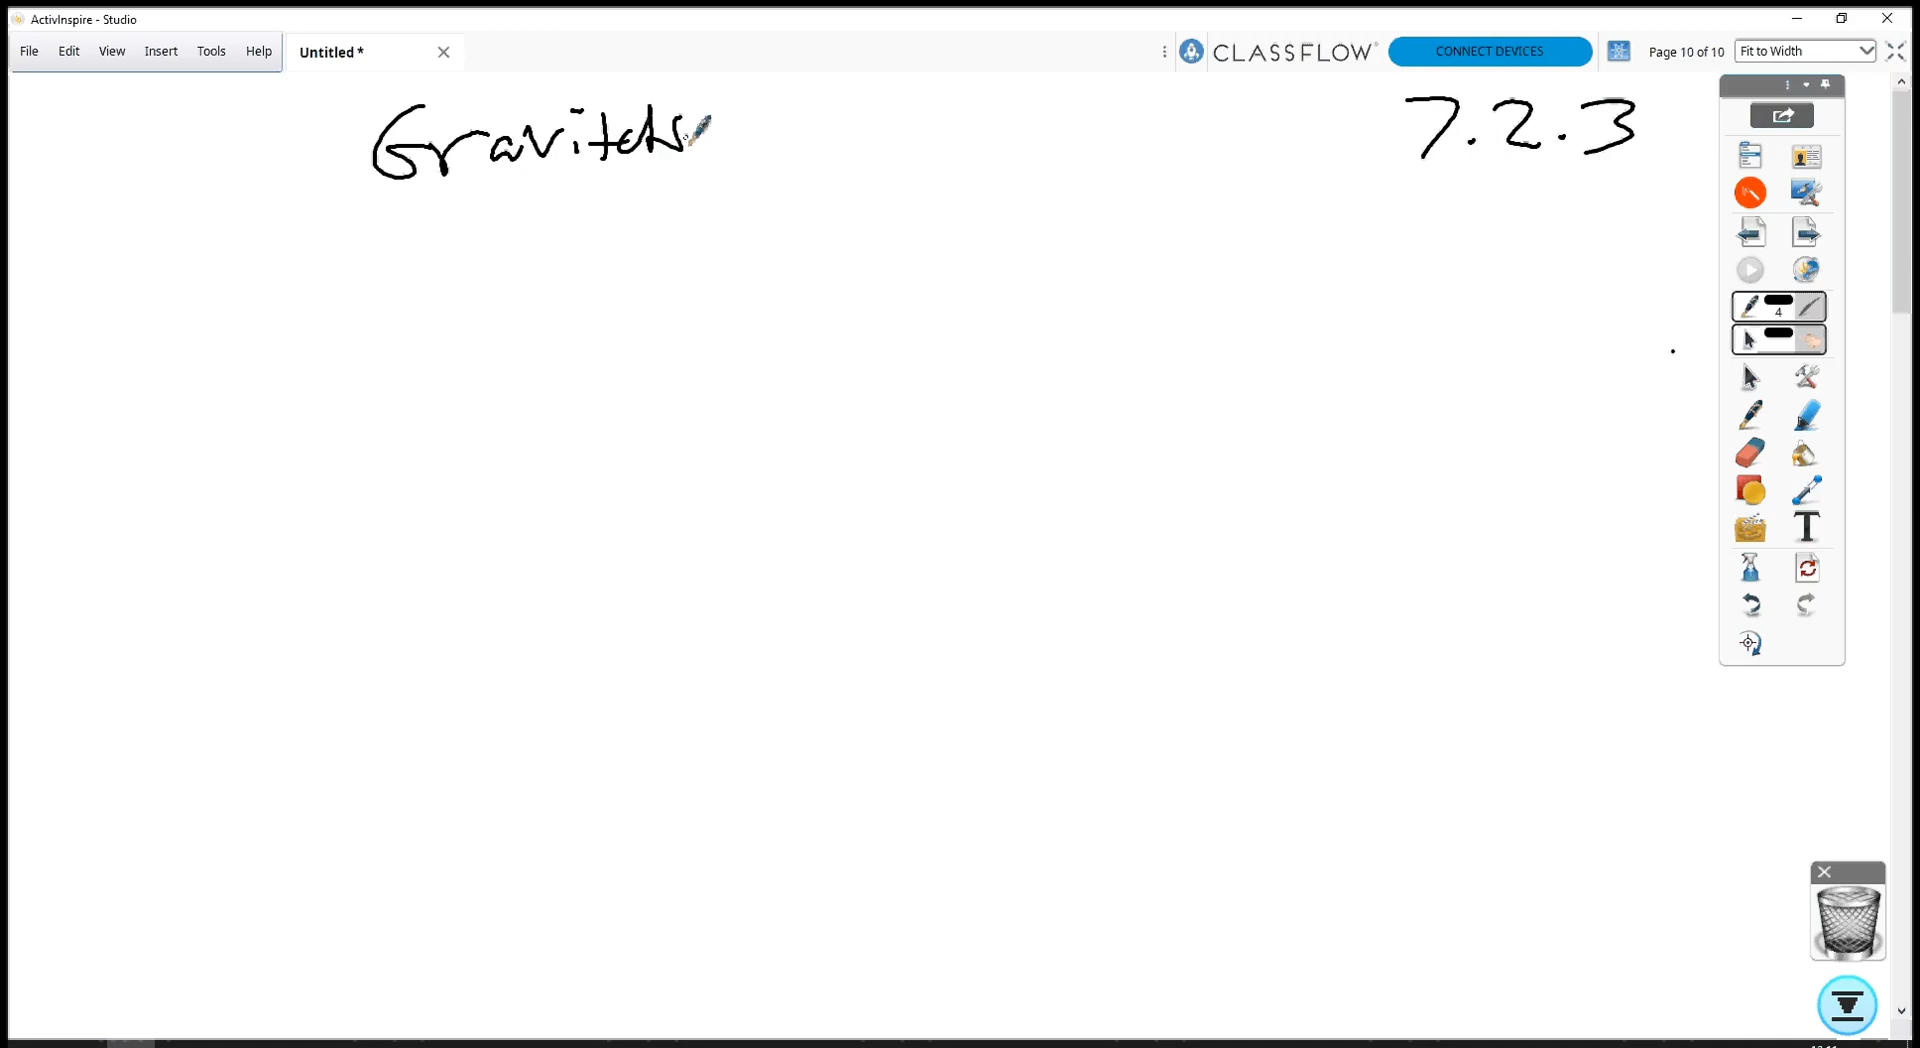 ActivInspire - Studio
File Edit View Insert Tools Help Untitled * CLASSFLOW® CONNECT DEVICES Page 10 of 10 Fit to Width
7.2.3
4
T